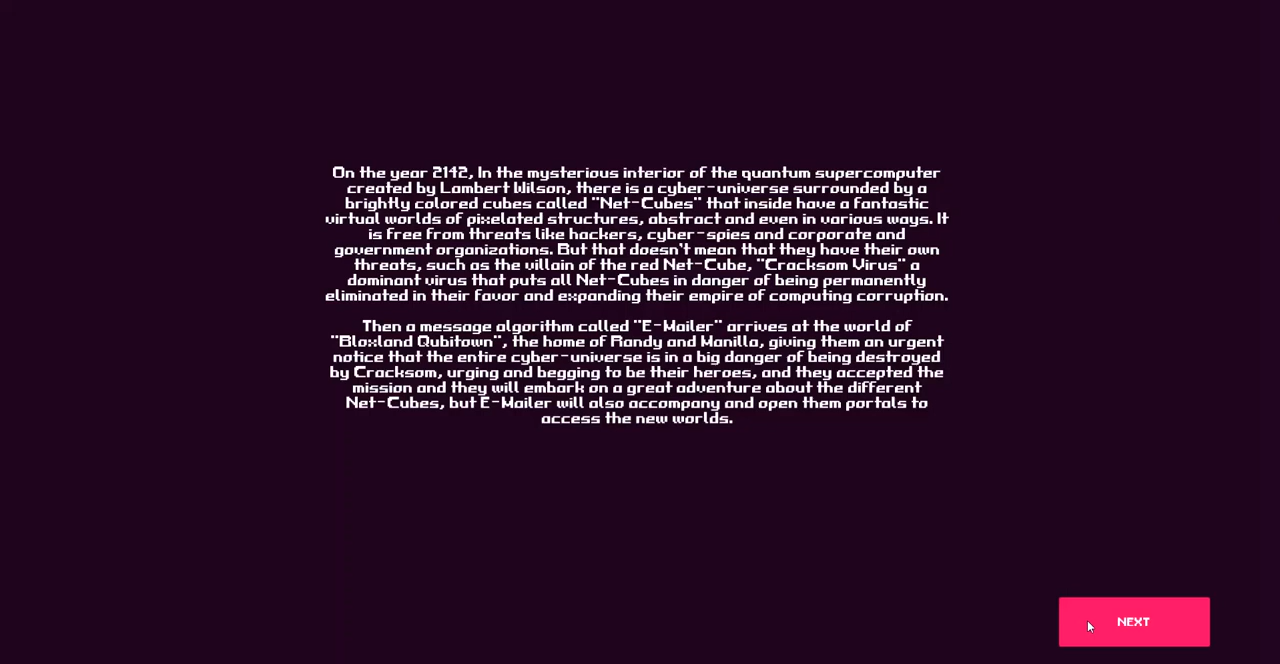 On the year 2142, In the mysterious interior of the quantum supercomputer
created by Lambert Wilson, there is a cyber-universe surrounded by a
brightly colored cubes called "Net-Cubes" that inside have a fantastic
virtual worlds of pixelated structures, abstract and even in various ways. It
is free from threats like hackers, cyber-spies and corporate and
government organizations. But that doesn't mean that they have their own
threats, such as the villain of the red Net-Cube, "Cracksom Virus" a
dominant virus that puts all Net-Cubes in danger of being permanently
eliminated in their favor and expanding their empire of computing corruption.
Then a message algorithm called "E-Mailer" arrives at the world of
"Bloxland Qubitown", the home of Randy and Manilla, giving them an urgent
notice that the entire cyber-universe is in a big danger of being destroyed
by Cracksom, urging and begging to be their heroes, and they accepted the
mission and they will embark on a great adventure about the different
Net-Cubes, but E-Mailer will also accompany and open them portals to
access the new worlds.
NEXT